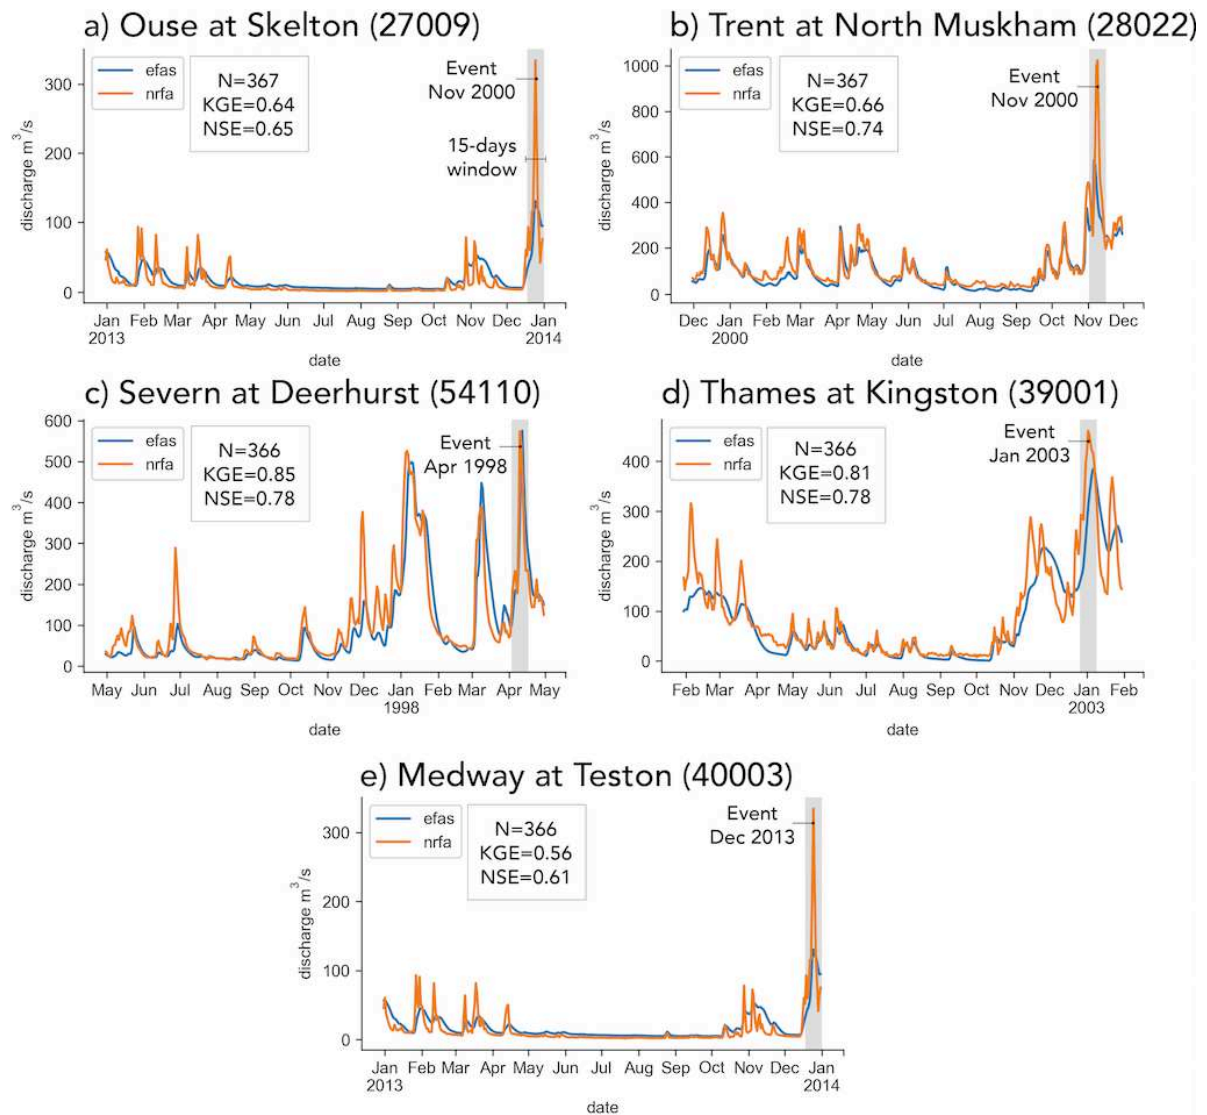 a) Ouse at Skelton (27009)
efas
nrfa
N=367
KGE=0.64
NSE=0.65
Event
Nov 2000
15-days
window
discharge m³/s
300
200
100
0
Jan Feb Mar Apr May Jun Jul Aug Sep Oct Nov Dec Jan
2013 2014
date
b) Trent at North Muskham (28022)
efas
nrfa
N=367
KGE=0.66
NSE=0.74
Event
Nov 2000
discharge m³/s
1000
800
600
400
200
0
Dec Jan Feb Mar Apr May Jun Jul Aug Sep Oct Nov Dec
2000
date
c) Severn at Deerhurst (54110)
efas
nrfa
N=366
KGE=0.85
NSE=0.78
Event
Apr 1998
discharge m³/s
600
500
400
300
200
100
0
May Jun Jul Aug Sep Oct Nov Dec Jan Feb Mar Apr May
1998
date
d) Thames at Kingston (39001)
efas
nrfa
N=366
KGE=0.81
NSE=0.78
Event
Jan 2003
discharge m³/s
400
300
200
100
0
Feb Mar Apr May Jun Jul Aug Sep Oct Nov Dec Jan Feb
2003
date
e) Medway at Teston (40003)
efas
nrfa
N=366
KGE=0.56
NSE=0.61
Event
Dec 2013
discharge m³/s
300
200
100
0
Jan Feb Mar Apr May Jun Jul Aug Sep Oct Nov Dec Jan
2013 2014
date